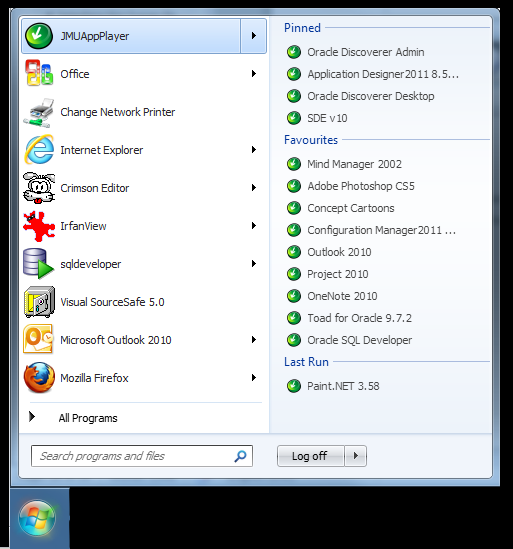 JMUAppPlayer
Office
Change Network Printer
Internet Explorer
Crimson Editor
IrfanView
sqldeveloper
Visual SourceSafe 5.0
Microsoft Outlook 2010
Mozilla Firefox
All Programs
Search programs and files
Pinned
Oracle Discoverer Admin
Application Designer2011 8.5...
Oracle Discoverer Desktop
SDE v10
Favourites
Mind Manager 2002
Adobe Photoshop CS5
Concept Cartoons
Configuration Manager2011 ...
Outlook 2010
Project 2010
OneNote 2010
Toad for Oracle 9.7.2
Oracle SQL Developer
Last Run
Paint.NET 3.58
Log off